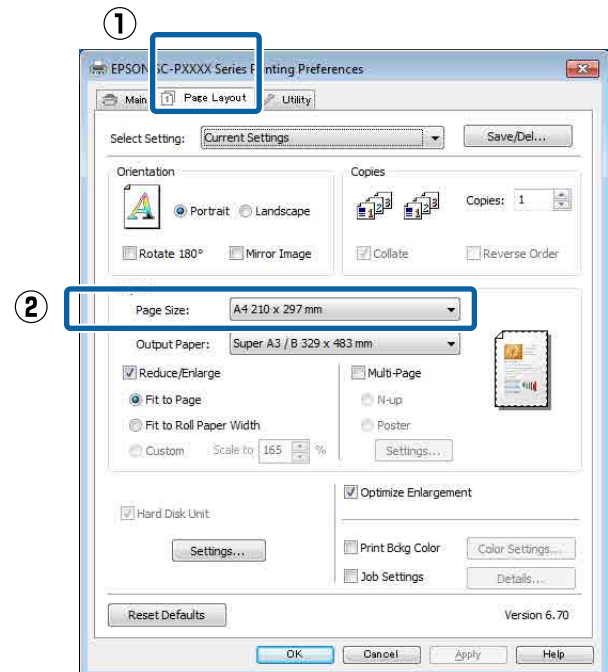 ①
EPSON SC-PXXXX Series Printing Preferences
Main Page Layout Utility
Select Setting: Current Settings Save/Del...
Orientation Copies
Portrait Landscape Copies: 1
Rotate 180° Mirror Image Collate Reverse Order
②
Page Size: A4 210 x 297 mm
Output Paper: Super A3 / B 329 x 483 mm
Reduce/Enlarge Multi-Page
Fit to Page N-up
Fit to Roll Paper Width Poster
Custom Scale to 165 % Settings...
Optimize Enlargement
Hard Disk Unit
Settings... Print Bckg Color Color Settings...
Job Settings Details...
Reset Defaults Version 6.70
OK Cancel Apply Help